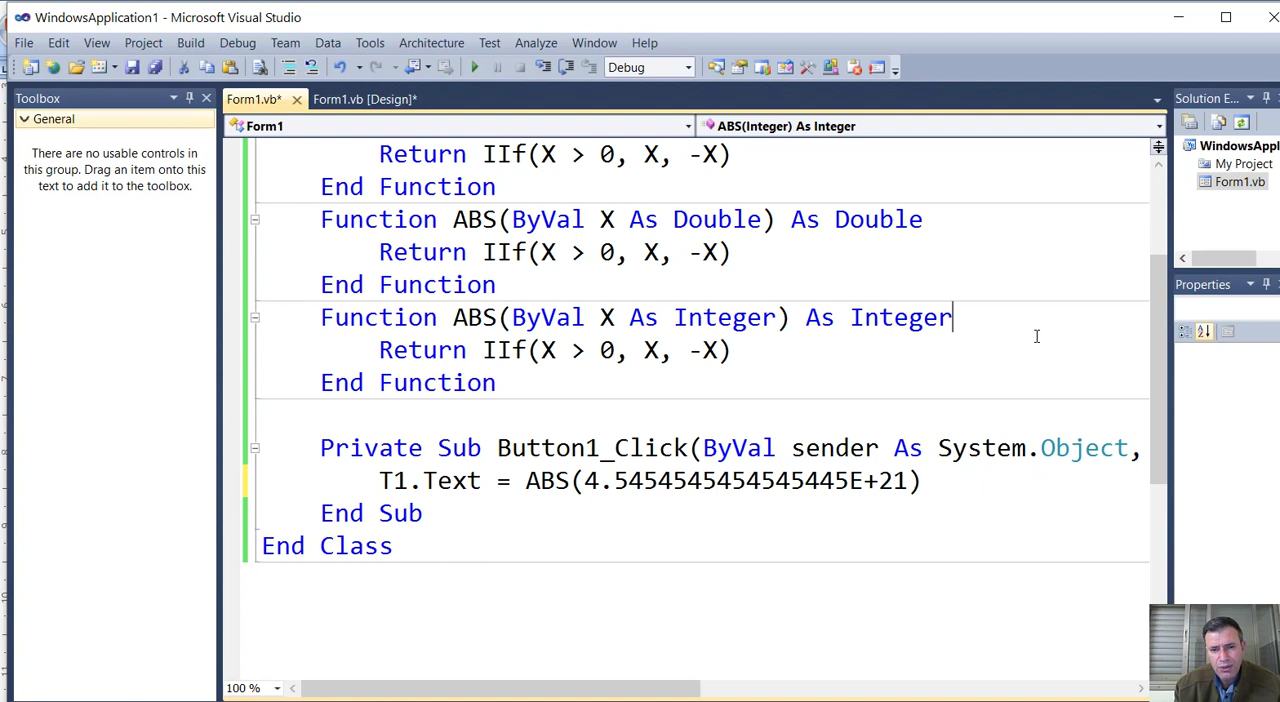 WindowsApplication1 - Microsoft Visual Studio
File Edit View Project Build Debug Team Data Tools Architecture Test Analyze Window Help
Debug
Toolbox
Form1.vb*
Form1.vb [Design]*
Solution E...
General
Form1
ABS(Integer) As Integer
There are no usable controls in
this group. Drag an item onto this
text to add it to the toolbox.
WindowsAppl
My Project
Form1.vb
Return IIf(X > 0, X, -X)
End Function
Function ABS(ByVal X As Double) As Double
Return IIf(X > 0, X, -X)
End Function
Function ABS(ByVal X As Integer) As Integer
Return IIf(X > 0, X, -X)
End Function
Private Sub Button1_Click(ByVal sender As System.Object,
T1.Text = ABS(4.5454545454545445E+21)
End Sub
End Class
Properties
100 %